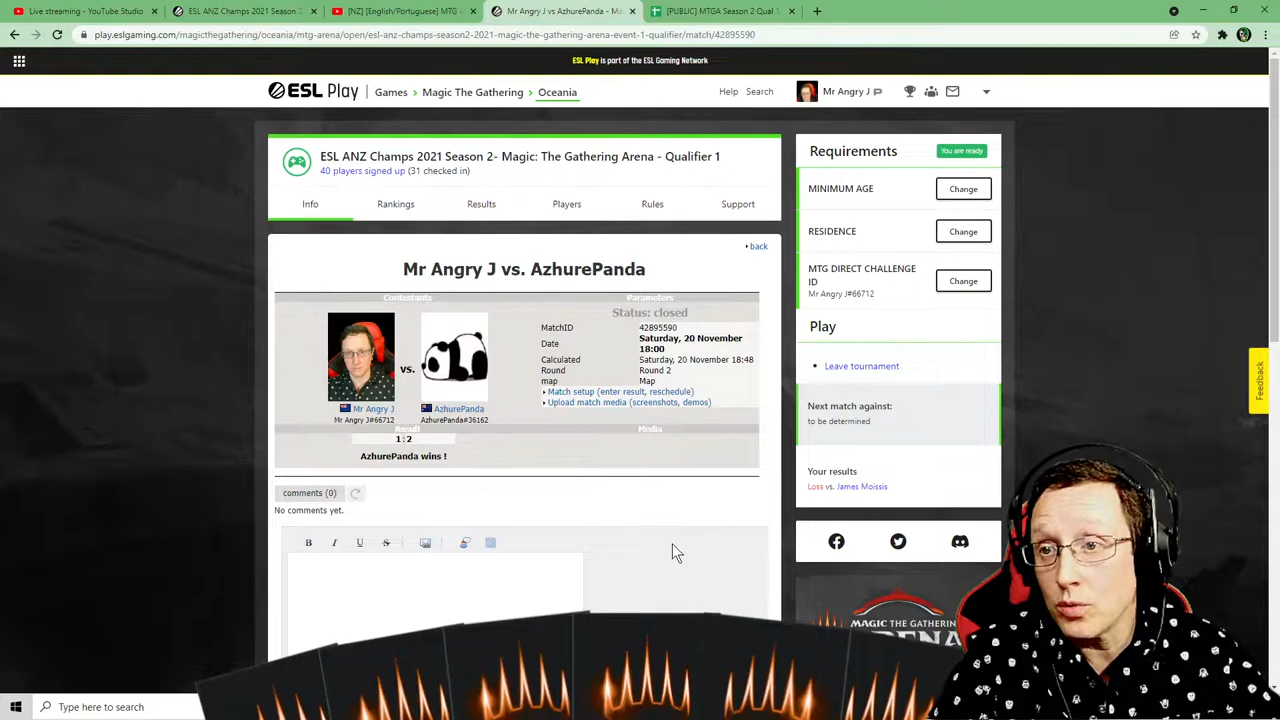 Live streaming - YouTube Studio
ESL ANZ Champs 2021 Season 2
[NZ] [English/Portuguese] MTG
Mr Angry J vs AzhurePanda - Ma
[PUBLIC] MTGA Season 2 Qual 1
play.eslgaming.com/magicthegathering/oceania/mtg-arena/open/esl-anz-champs-season2-2021-magic-the-gathering-arena-event-1-qualifier/match/42895590
ESL Play is part of the ESL Gaming Network
ESL Play
Games > Magic The Gathering > Oceania
Help Search
Mr Angry J
ESL ANZ Champs 2021 Season 2- Magic: The Gathering Arena - Qualifier 1
40 players signed up (31 checked in)
Info Rankings Results Players Rules Support
back
Mr Angry J vs. AzhurePanda
Contestants
Parameters
vs.
Mr Angry J
Mr Angry J#66712
AzhurePanda
AzhurePanda#36162
Status: closed
MatchID 42895590
Date Saturday, 20 November 18:00
Calculated Saturday, 20 November 18:48
Round Round 2
map Map
Match setup (enter result, reschedule)
Upload match media (screenshots, demos)
Result
Media
1 : 2
AzhurePanda wins !
comments (0)
No comments yet.
B I U S
Requirements
You are ready
MINIMUM AGE
Change
RESIDENCE
Change
MTG DIRECT CHALLENGE ID
Mr Angry J#66712
Change
Play
Leave tournament
Next match against:
to be determined
Your results
Loss vs. James Moissis
Feedback
MAGIC THE GATHERING
ARENA
Type here to search